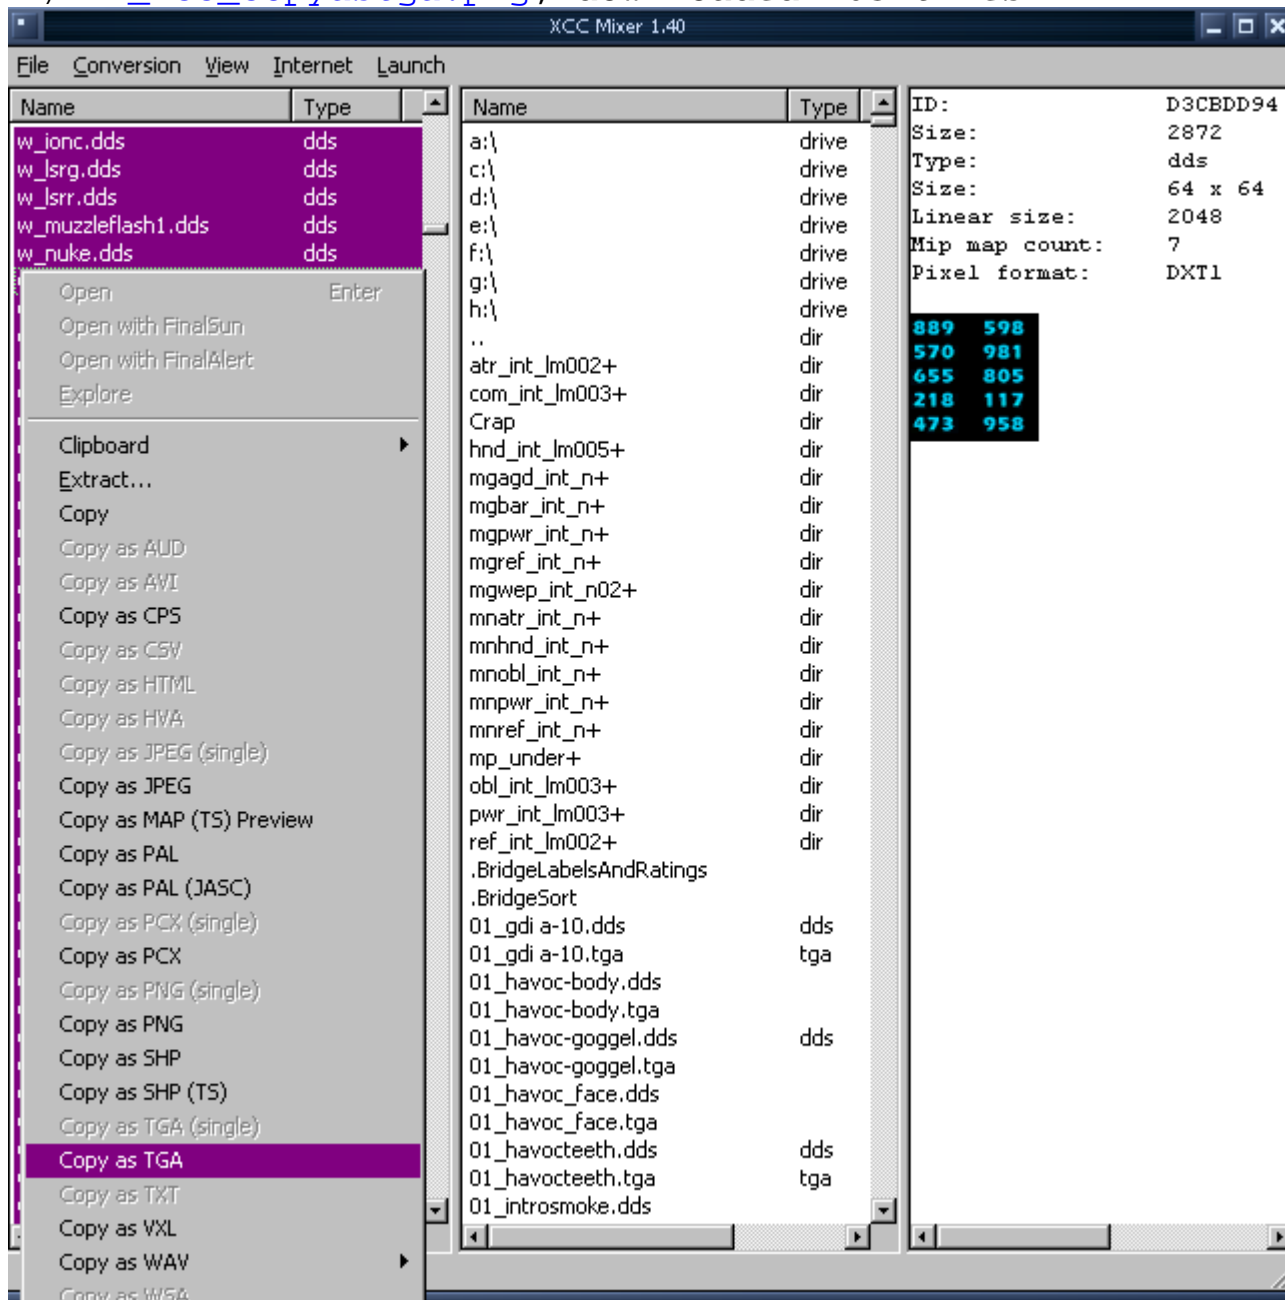 XCC Mixer 1.40
File Conversion View Internet Launch
Name Type
w_ionc.dds dds
w_lsrg.dds dds
w_lsrr.dds dds
w_muzzleflash1.dds dds
w_nuke.dds dds
Open Enter
Open with FinalSun
Open with FinalAlert
Explore
Clipboard
Extract...
Copy
Copy as AUD
Copy as AVI
Copy as CPS
Copy as CSV
Copy as HTML
Copy as HVA
Copy as JPEG (single)
Copy as JPEG
Copy as MAP (TS) Preview
Copy as PAL
Copy as PAL (JASC)
Copy as PCX (single)
Copy as PCX
Copy as PNG (single)
Copy as PNG
Copy as SHP
Copy as SHP (TS)
Copy as TGA (single)
Copy as TGA
Copy as TXT
Copy as VXL
Copy as WAV
Copy as WSA
Name Type
a:\ drive
c:\ drive
d:\ drive
e:\ drive
f:\ drive
g:\ drive
h:\ drive
.. dir
atr_int_lm002+ dir
com_int_lm003+ dir
Crap dir
hnd_int_lm005+ dir
mgagd_int_n+ dir
mgbar_int_n+ dir
mgpwr_int_n+ dir
mgref_int_n+ dir
mgwep_int_n02+ dir
mnatr_int_n+ dir
mnhnd_int_n+ dir
mnobl_int_n+ dir
mnpwr_int_n+ dir
mnref_int_n+ dir
mp_under+ dir
obl_int_lm003+ dir
pwr_int_lm003+ dir
ref_int_lm002+ dir
.BridgeLabelsAndRatings
.BridgeSort
01_gdi a-10.dds dds
01_gdi a-10.tga tga
01_havoc-body.dds
01_havoc-body.tga
01_havoc-goggel.dds dds
01_havoc-goggel.tga
01_havoc_face.dds
01_havoc_face.tga
01_havocteeth.dds dds
01_havocteeth.tga tga
01_introsmoke.dds
ID: D3CBDD94
Size: 2872
Type: dds
Size: 64 x 64
Linear size: 2048
Mip map count: 7
Pixel format: DXT1
889 598
570 981
655 805
218 117
473 958